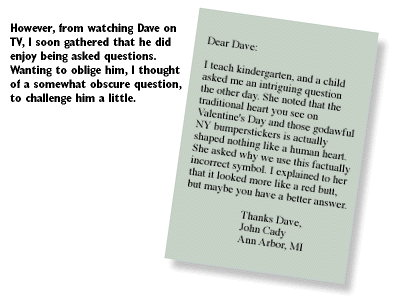 However, from watching Dave on
TV, I soon gathered that he did
enjoy being asked questions.
Wanting to oblige him, I thought
of a somewhat obscure question,
to challenge him a little.
Dear Dave:
I teach kindergarten, and a child
asked me an intriguing question
the other day. She noted that the
traditional heart you see on
Valentine's Day and those godawful
NY bumperstickers is actually
shaped nothing like a human heart.
She asked why we use this factually
incorrect symbol. I explained to her
that it looked more like a red butt,
but maybe you have a better answer.
Thanks Dave,
John Cady
Ann Arbor, MI